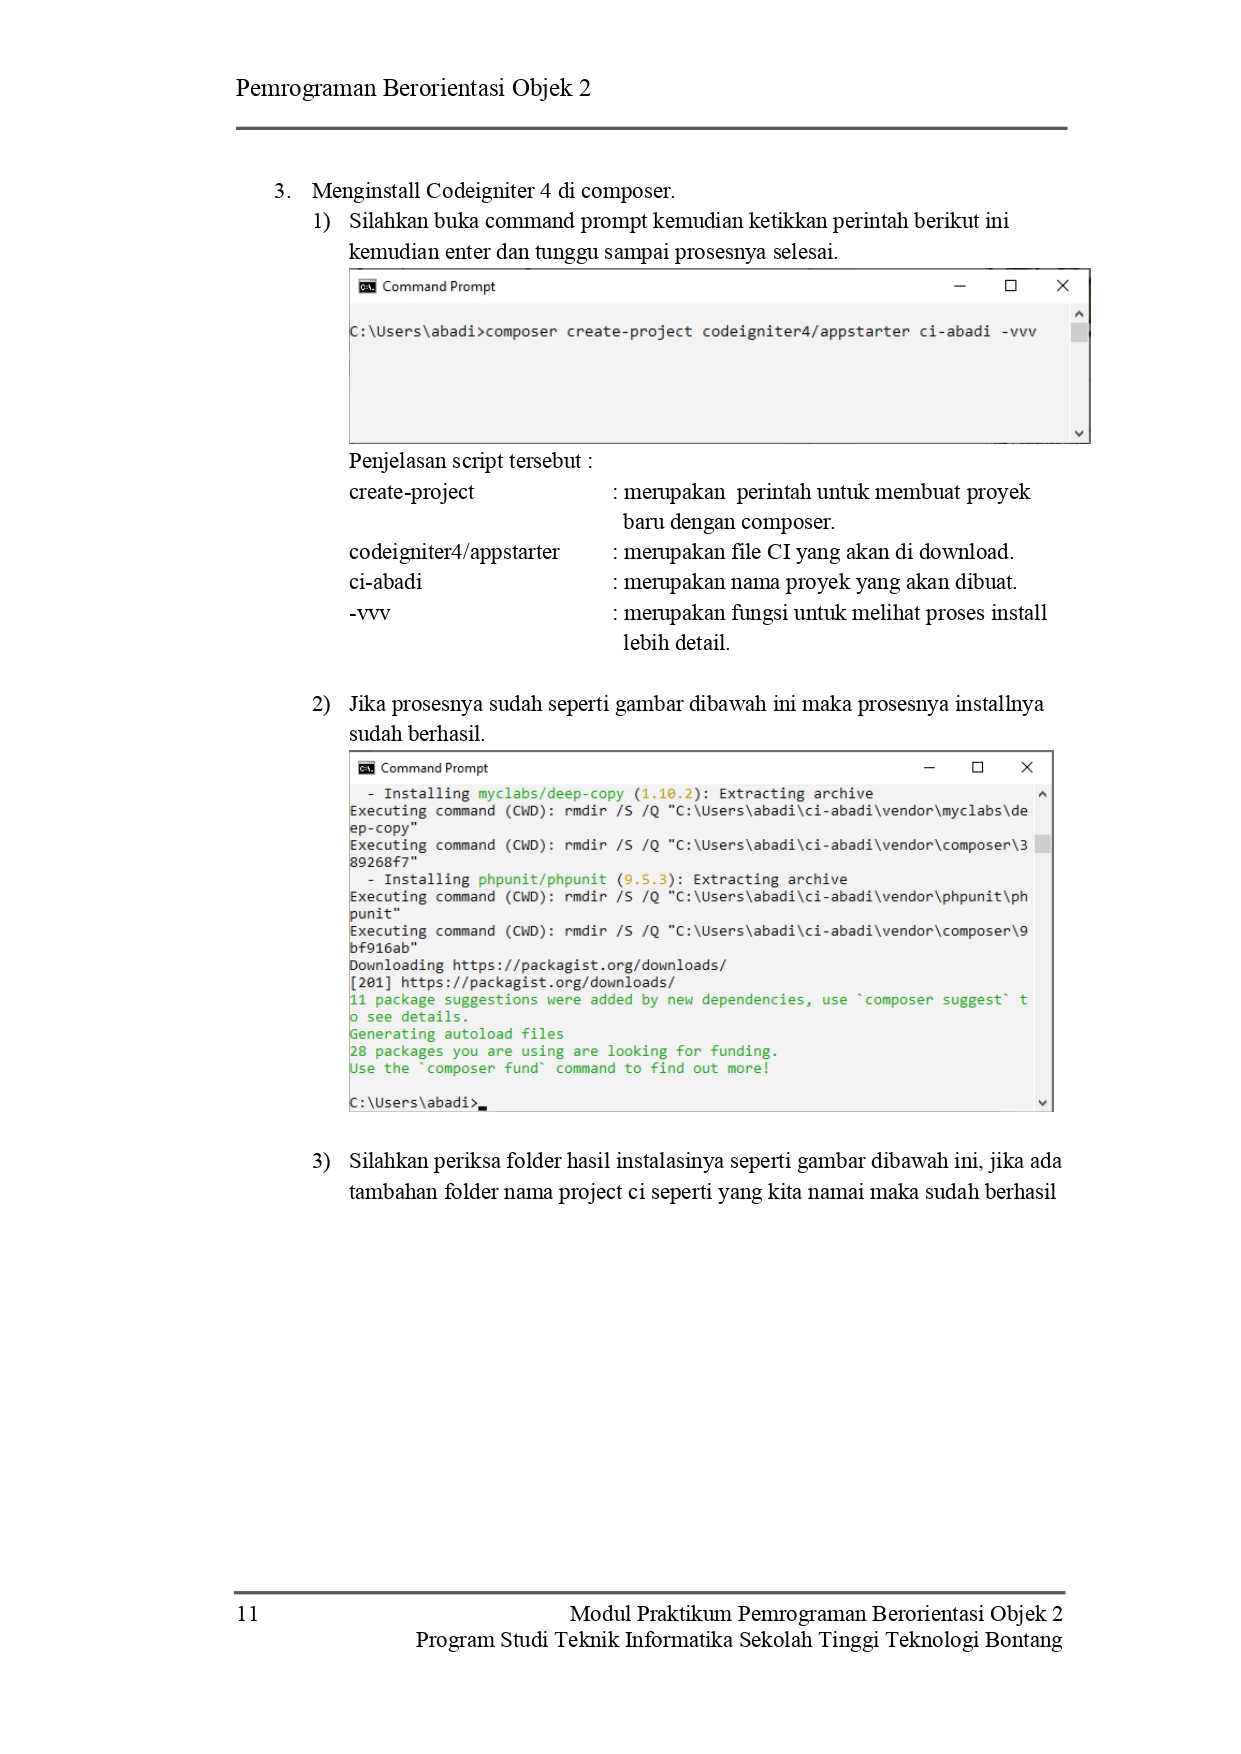 Pemrograman Berorientasi Objek 2
3. Menginstall Codeigniter 4 di composer.
1) Silahkan buka command prompt kemudian ketikkan perintah berikut ini
kemudian enter dan tunggu sampai prosesnya selesai.
Command Prompt
C:\Users\abadi>composer create-project codeigniter4/appstarter ci-abadi -vvv
Penjelasan script tersebut :
create-project : merupakan perintah untuk membuat proyek
baru dengan composer.
codeigniter4/appstarter : merupakan file CI yang akan di download.
ci-abadi : merupakan nama proyek yang akan dibuat.
-vvv : merupakan fungsi untuk melihat proses install
lebih detail.
2) Jika prosesnya sudah seperti gambar dibawah ini maka prosesnya installnya
sudah berhasil.
Command Prompt
- Installing myclabs/deep-copy (1.10.2): Extracting archive
Executing command (CWD): rmdir /S /Q "C:\Users\abadi\ci-abadi\vendor\myclabs\de
ep-copy"
Executing command (CWD): rmdir /S /Q "C:\Users\abadi\ci-abadi\vendor\composer\3
89268f7"
- Installing phpunit/phpunit (9.5.3): Extracting archive
Executing command (CWD): rmdir /S /Q "C:\Users\abadi\ci-abadi\vendor\phpunit\ph
punit"
Executing command (CWD): rmdir /S /Q "C:\Users\abadi\ci-abadi\vendor\composer\9
bf916ab"
Downloading https://packagist.org/downloads/
[201] https://packagist.org/downloads/
11 package suggestions were added by new dependencies, use `composer suggest` t
o see details.
Generating autoload files
28 packages you are using are looking for funding.
Use the `composer fund` command to find out more!
C:\Users\abadi>
3) Silahkan periksa folder hasil instalasinya seperti gambar dibawah ini, jika ada
tambahan folder nama project ci seperti yang kita namai maka sudah berhasil
11 Modul Praktikum Pemrograman Berorientasi Objek 2
Program Studi Teknik Informatika Sekolah Tinggi Teknologi Bontang